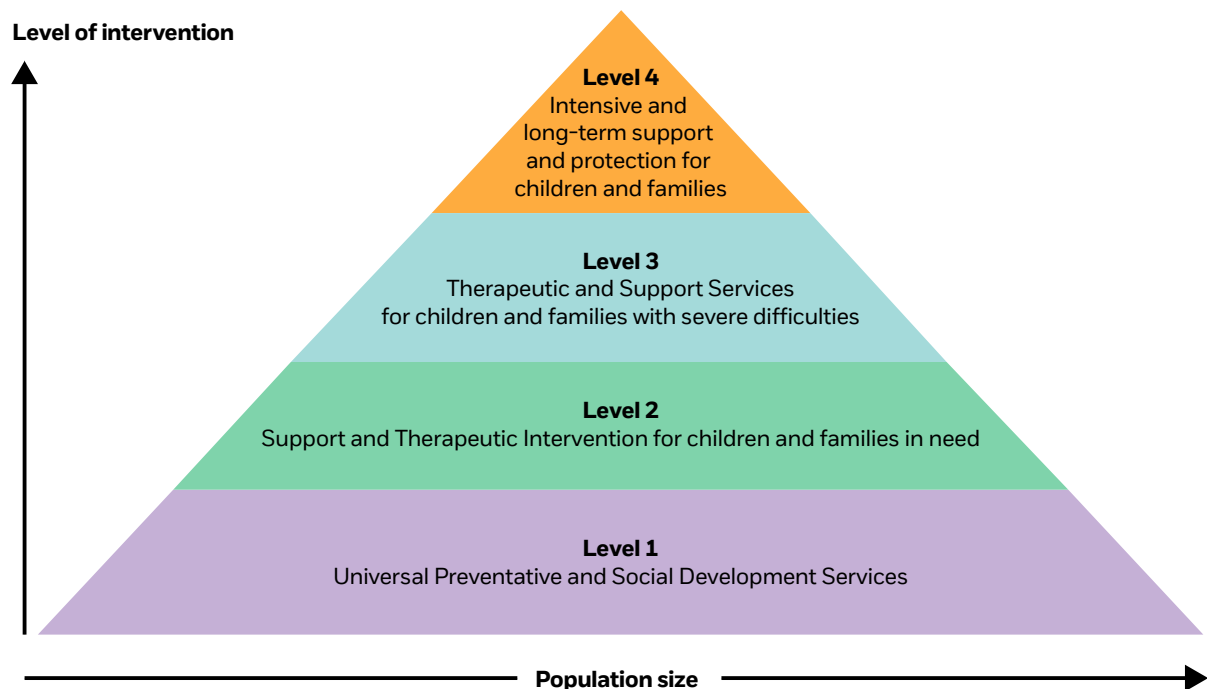 Level of intervention
Level 4
Intensive and
long-term support
and protection for
children and families
Level 3
Therapeutic and Support Services
for children and families with severe difficulties
Level 2
Support and Therapeutic Intervention for children and families in need
Level 1
Universal Preventative and Social Development Services
Population size